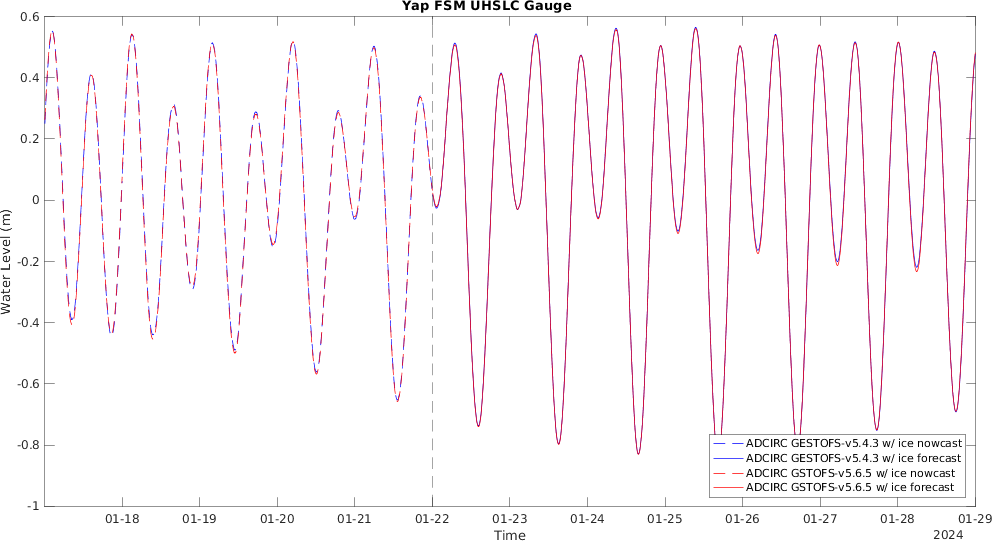 Yap FSM UHSLC Gauge
0.6
0.4
0.2
0
-0.2
-0.4
-0.6
-0.8
-1
Water Level (m)
ADCIRC GESTOFS-v5.4.3 w/ ice nowcast
ADCIRC GESTOFS-v5.4.3 w/ ice forecast
ADCIRC GSTOFS-v5.6.5 w/ ice nowcast
ADCIRC GSTOFS-v5.6.5 w/ ice forecast
01-18 01-19 01-20 01-21 01-22 01-23 01-24 01-25 01-26 01-27 01-28 01-29
Time 2024